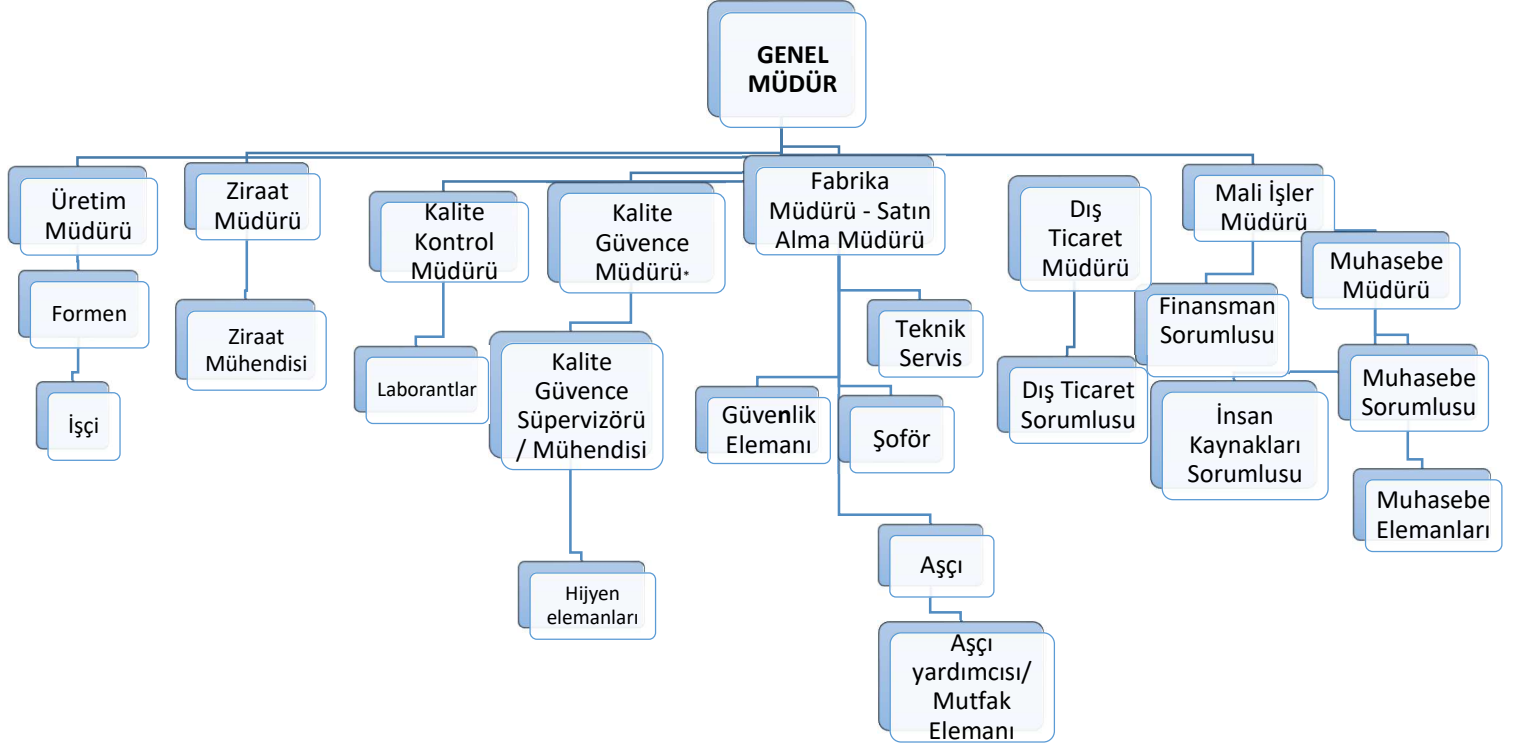 GENEL
MÜDÜR
Üretim
Müdürü
Formen
İşçi
Ziraat
Müdürü
Ziraat
Mühendisi
Kalite
Kontrol
Müdürü
Laborantlar
Kalite
Güvence
Müdürü*
Kalite
Güvence
Süpervizörü
/ Mühendisi
Hijyen
elemanları
Fabrika
Müdürü - Satın
Alma Müdürü
Teknik
Servis
Güvenlik
Elemanı
Şoför
Aşçı
Aşçı
yardımcısı/
Mutfak
Elemanı
Dış
Ticaret
Müdürü
Dış Ticaret
Sorumlusu
Mali İşler
Müdürü
Finansman
Sorumlusu
İnsan
Kaynakları
Sorumlusu
Muhasebe
Müdürü
Muhasebe
Sorumlusu
Muhasebe
Elemanları